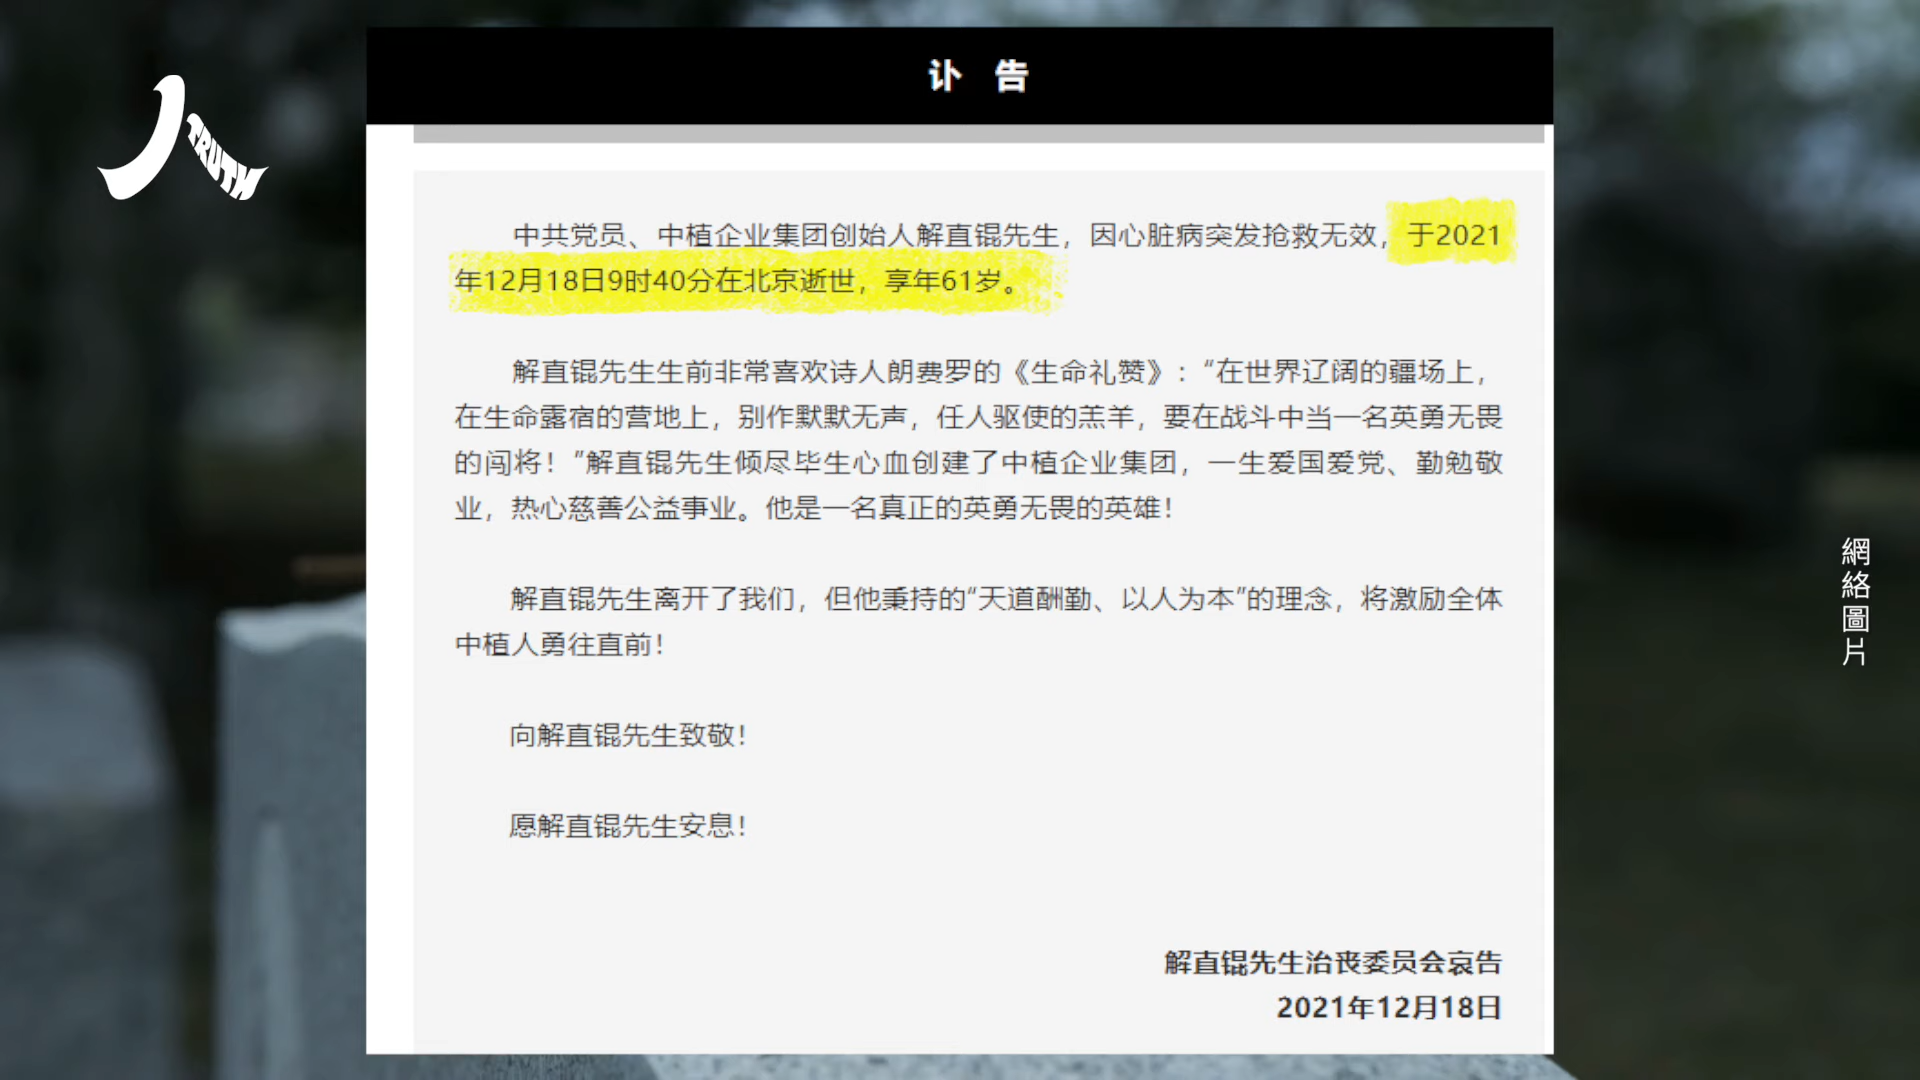 讣 告
人
TRUTH
中共党员、中植企业集团创始人解直锟先生，因心脏病突发抢救无效，于2021
年12月18日9时40分在北京逝世，享年61岁。
解直锟先生生前非常喜欢诗人朗费罗的《生命礼赞》：“在世界辽阔的疆场上，
在生命露宿的营地上，别作默默无声，任人驱使的羔羊，要在战斗中当一名英勇无畏
的闯将！”解直锟先生倾尽毕生心血创建了中植企业集团，一生爱国爱党、勤勉敬
业，热心慈善公益事业。他是一名真正的英勇无畏的英雄！
解直锟先生离开了我们，但他秉持的“天道酬勤、以人为本”的理念，将激励全体
中植人勇往直前！
向解直锟先生致敬！
愿解直锟先生安息！
解直锟先生治丧委员会哀告
2021年12月18日
網絡圖片